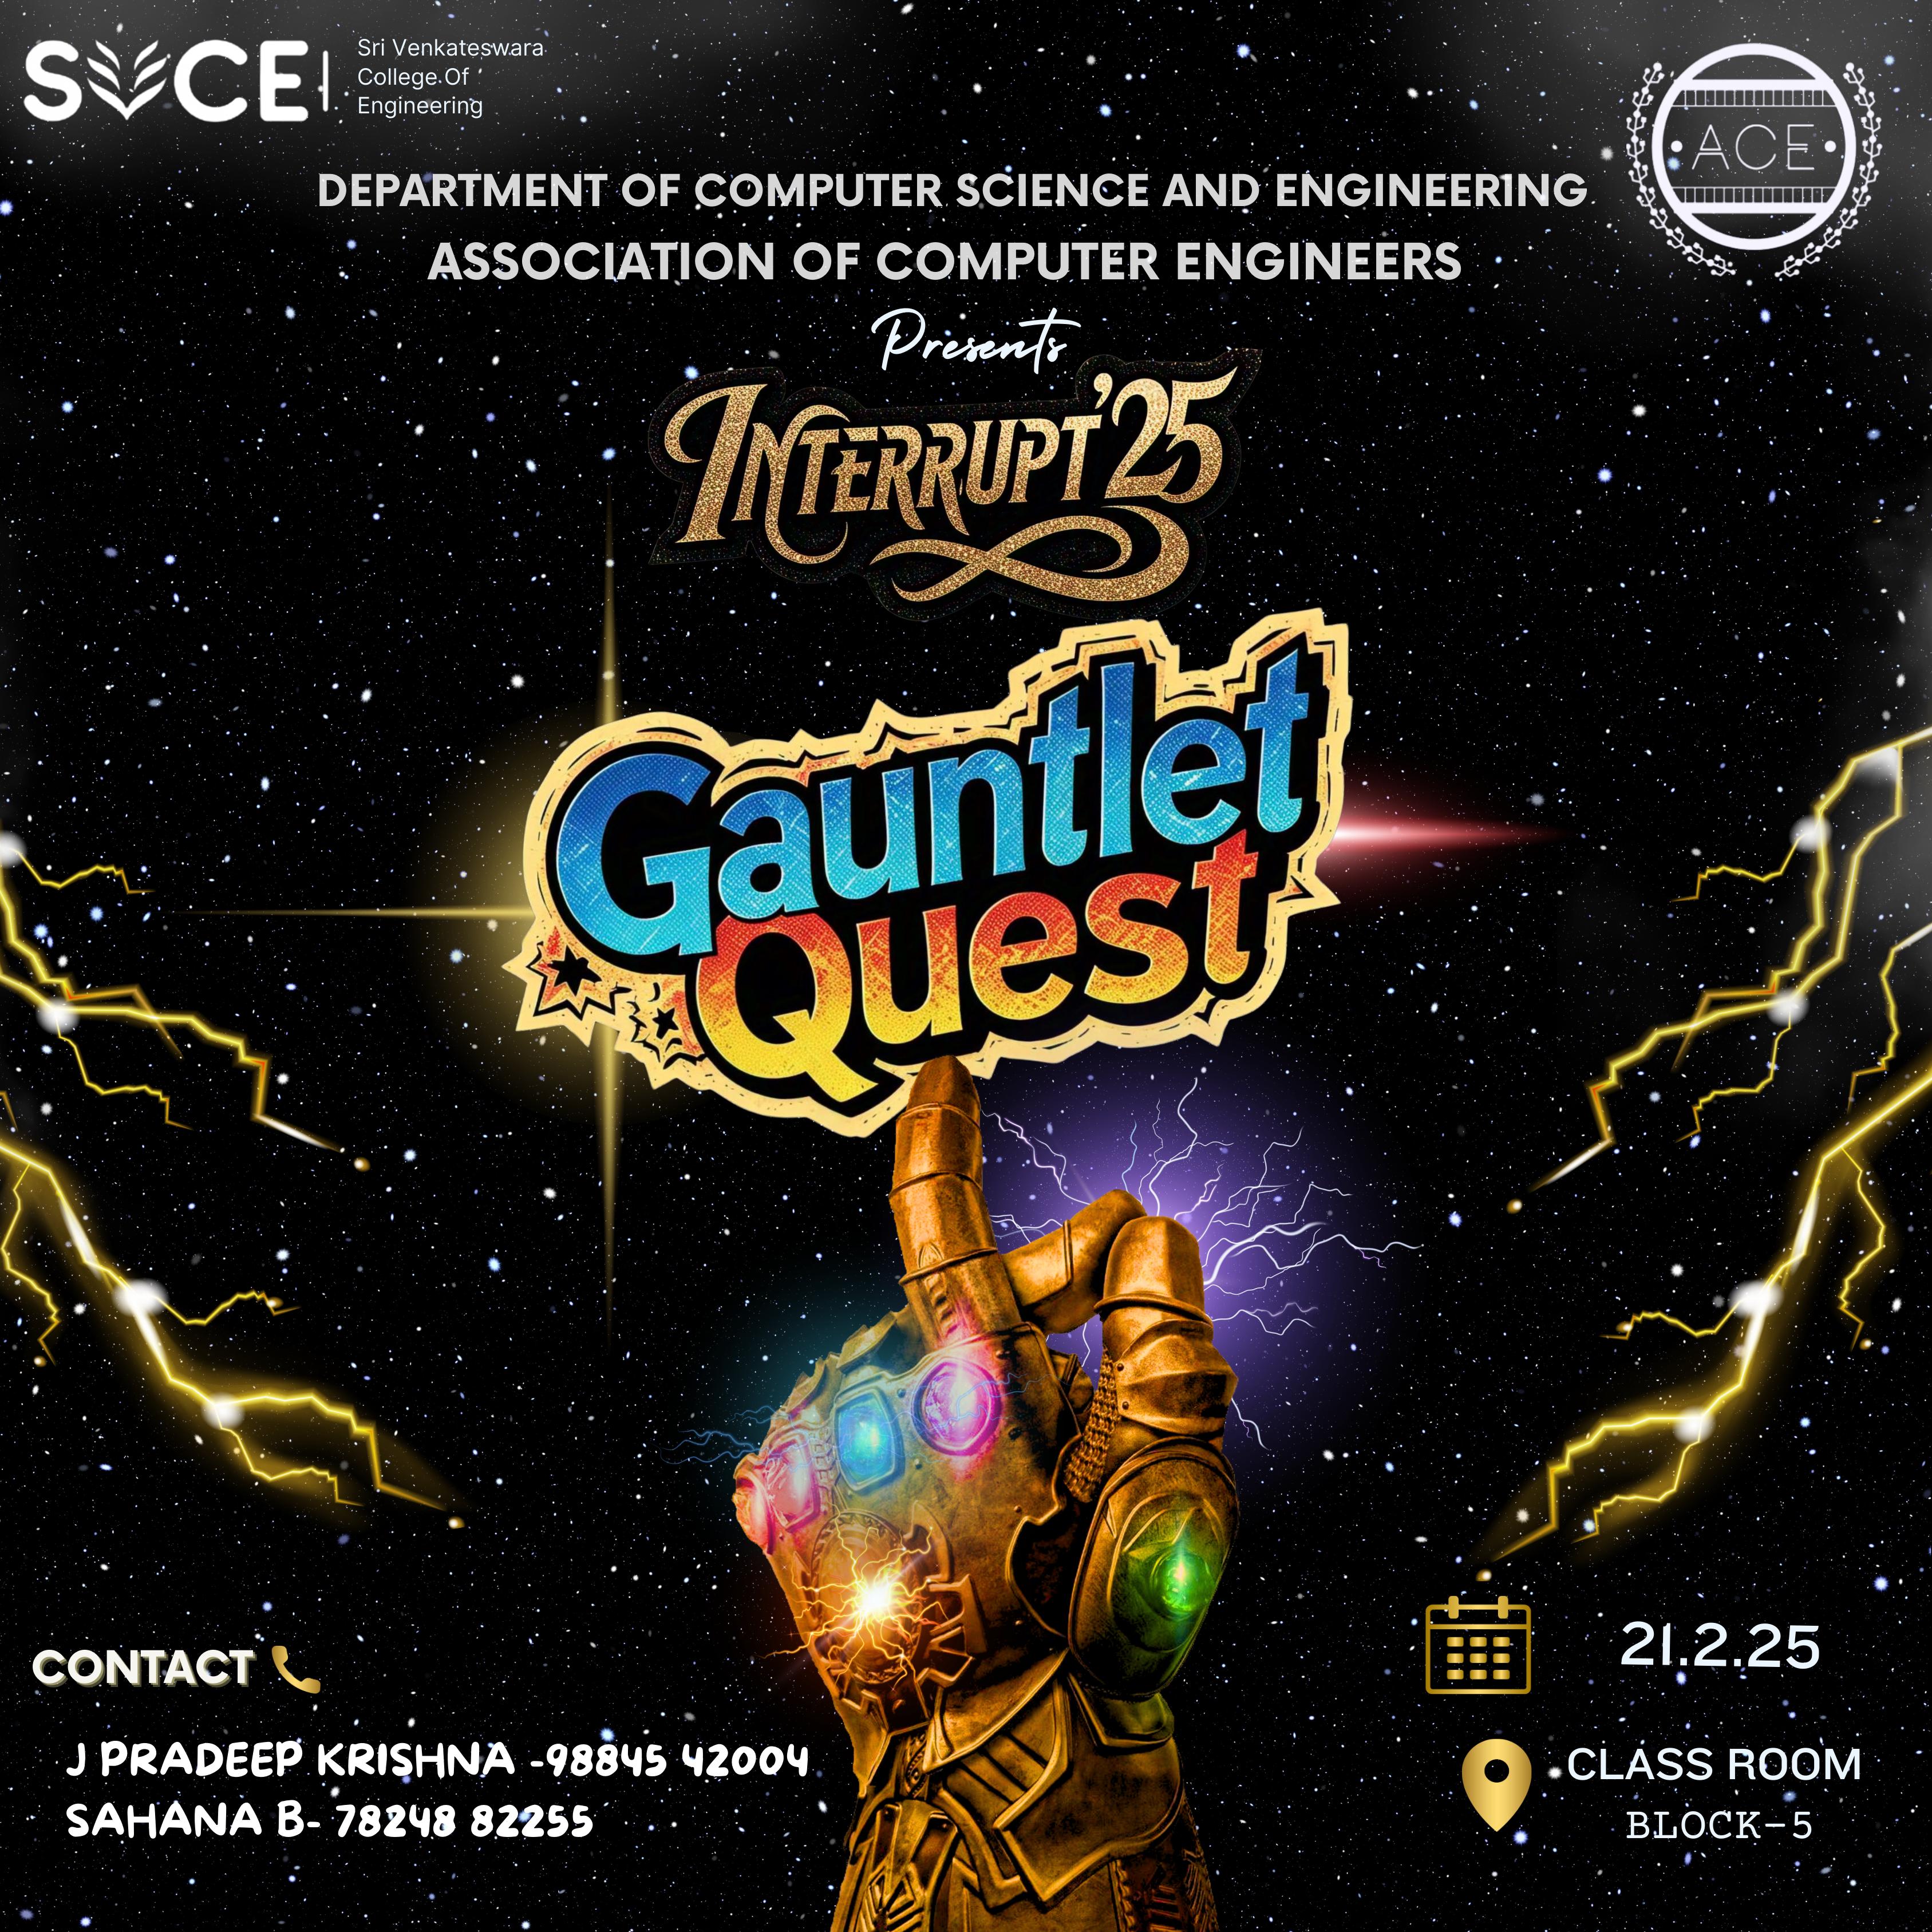 SVCE
Sri Venkateswara
College Of
Engineering
ACE
DEPARTMENT OF COMPUTER SCIENCE AND ENGINEERING
ASSOCIATION OF COMPUTER ENGINEERS
Presents
INTERRUPT'25
Gauntlet
Quest
CONTACT
J PRADEEP KRISHNA -98845 42004
SAHANA B- 78248 82255
21.2.25
CLASS ROOM
BLOCK-5